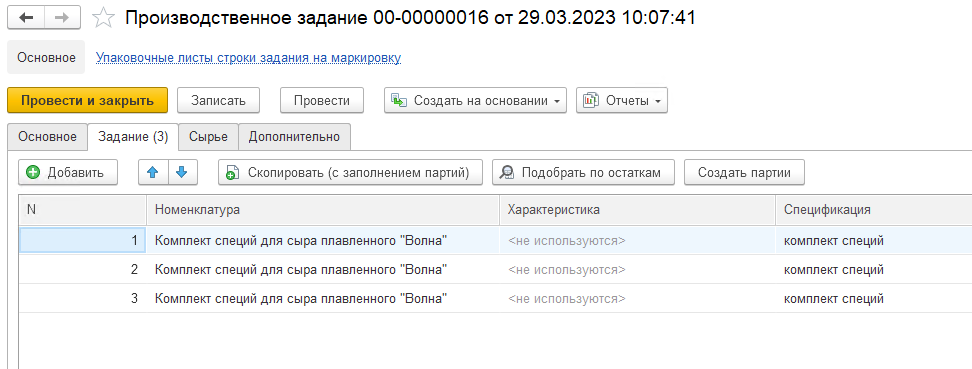 Производственное задание 00-00000016 от 29.03.2023 10:07:41
Основное Упаковочные листы строки задания на маркировку
Провести и закрыть Записать Провести Создать на основании Отчеты
Основное Задание (3) Сырье Дополнительно
Добавить Скопировать (с заполнением партий) Подобрать по остаткам Создать партии
N Номенклатура Характеристика Спецификация
1 Комплект специй для сыра плавленного "Волна" <не используются> комплект специй
2 Комплект специй для сыра плавленного "Волна" <не используются> комплект специй
3 Комплект специй для сыра плавленного "Волна" <не используются> комплект специй